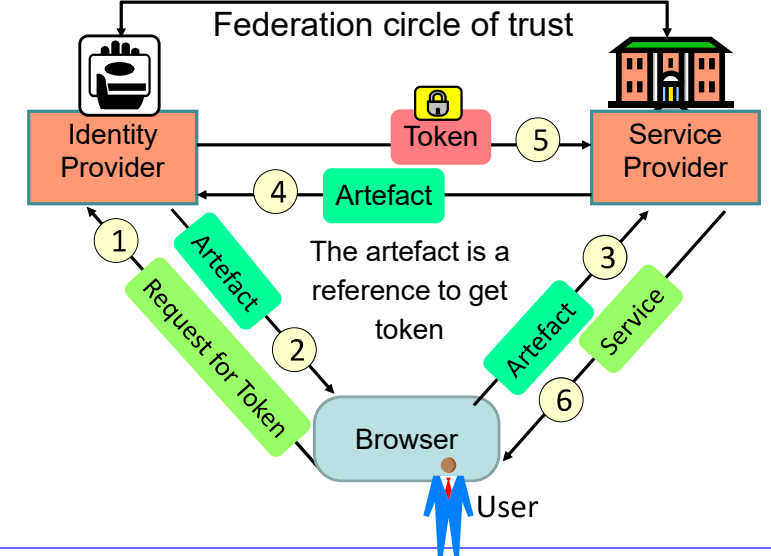 Federation circle of trust
Identity
Provider
Token
5
Service
Provider
4
Artefact
1
Artefact
The artefact is a
reference to get
token
3
Request for Token
2
Artefact
Service
6
Browser
User